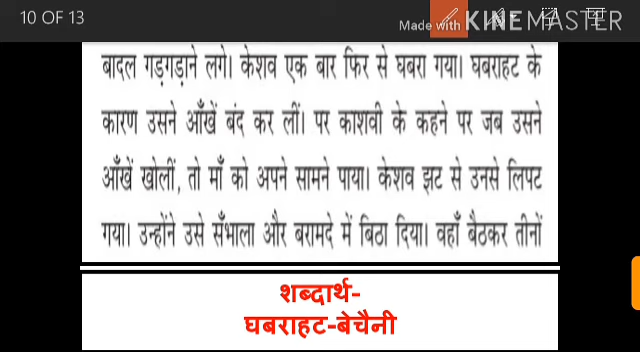 10 OF 13
Made with KINEMASTER
बादल गड़गड़ाने लगे। केशव एक बार फिर से घबरा गया। घबराहट के
कारण उसने आँखें बंद कर लीं। पर काशवी के कहने पर जब उसने
आँखें खोलीं, तो माँ को अपने सामने पाया। केशव झट से उनसे लिपट
गया। उन्होंने उसे सँभाला और बरामदे में बिठा दिया। वहाँ बैठकर तीनों
शब्दार्थ-
घबराहट-बेचैनी